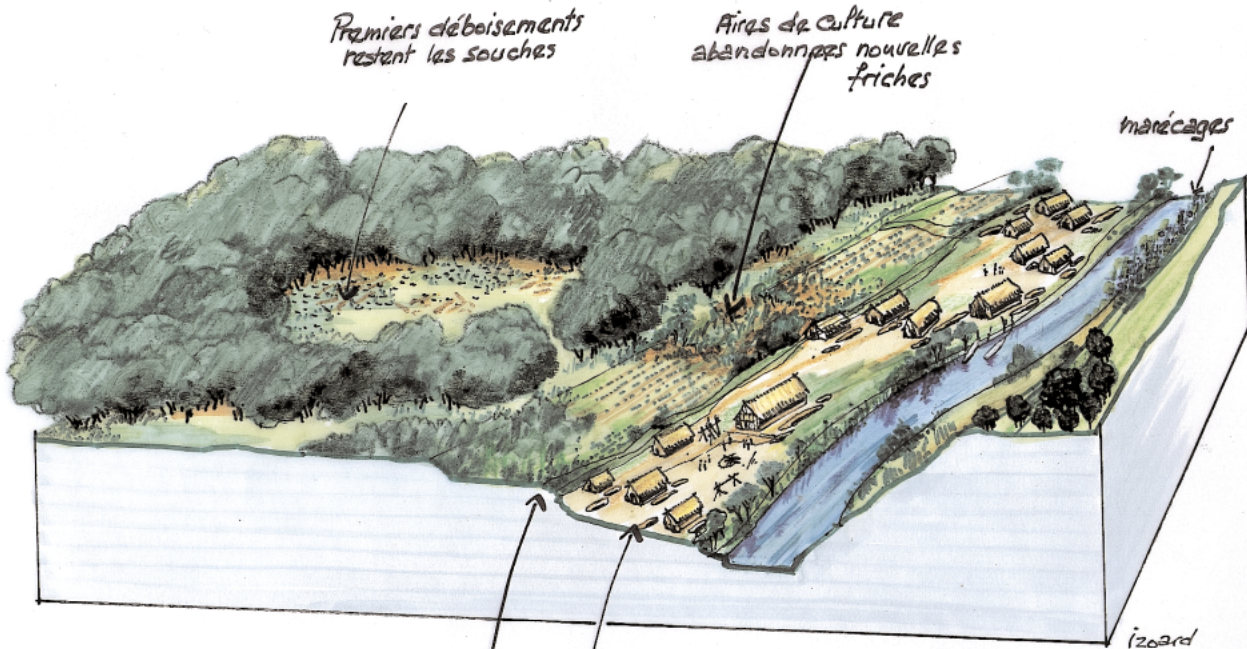 Premiers déboisements
restent les souches
Aires de culture
abandonnées nouvelles
friches
marécages
izoard